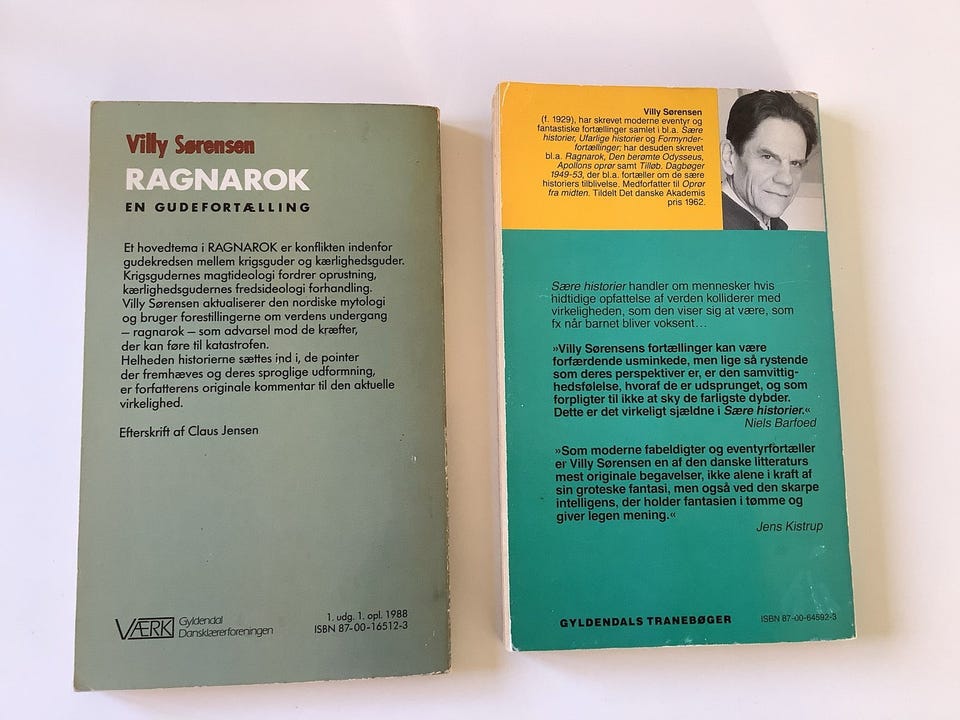 Villy Sørensen
RAGNAROK
EN GUDEFORTÆLLING
Et hovedtema i RAGNAROK er konflikten indenfor
gudekredsen mellem krigsguder og kærlighedsguder.
Krigsgudernes magtideologi fordrer oprustning,
kærlighedsgudernes fredsideologi forhandling.
Villy Sørensen aktualiserer den nordiske mytologi
og bruger forestillingerne om verdens undergang
– ragnarok – som advarsel mod de kræfter,
der kan føre til katastrofen.
Helheden historierne sættes ind i, de pointer
der fremhæves og deres sproglige udformning,
er forfatterens originale kommentar til den aktuelle
virkelighed.
Efterskrift af Claus Jensen
VÆRK
Gyldendal
Dansklærerforeningen
1. udg. 1. opl. 1988
ISBN 87-00-16512-3
Villy Sørensen
(f. 1929), har skrevet moderne eventyr og
fantastiske fortællinger samlet i bl.a. Sære
historier, Ufarlige historier og Formynder-
fortællinger; har desuden skrevet
bl.a. Ragnarok, Den berømte Odysseus,
Apollons oprør samt Tilløb. Dagbøger
1949-53, der bl.a. fortæller om de sære
historiers tilblivelse. Medforfatter til Oprør
fra midten. Tildelt Det danske Akademis
pris 1962.
Sære historier handler om mennesker hvis
hidtidige opfattelse af verden kolliderer med
virkeligheden, som den viser sig at være, som
fx når barnet bliver voksent...
»Villy Sørensens fortællinger kan være
forfærdende usminkede, men lige så rystende
som deres perspektiver er, er den samvittig-
hedsfølelse, hvoraf de er udsprunget, og som
forpligter til ikke at sky de farligste dybder.
Dette er det virkeligt sjældne i Sære historier.«
Niels Barfoed
»Som moderne fabeldigter og eventyrfortæller
er Villy Sørensen en af den danske litteraturs
mest originale begavelser, ikke alene i kraft af
sin groteske fantasi, men også ved den skarpe
intelligens, der holder fantasien i tømme og
giver legen mening.«
Jens Kistrup
GYLDENDALS TRANEBØGER
ISBN 87-00-64592-3